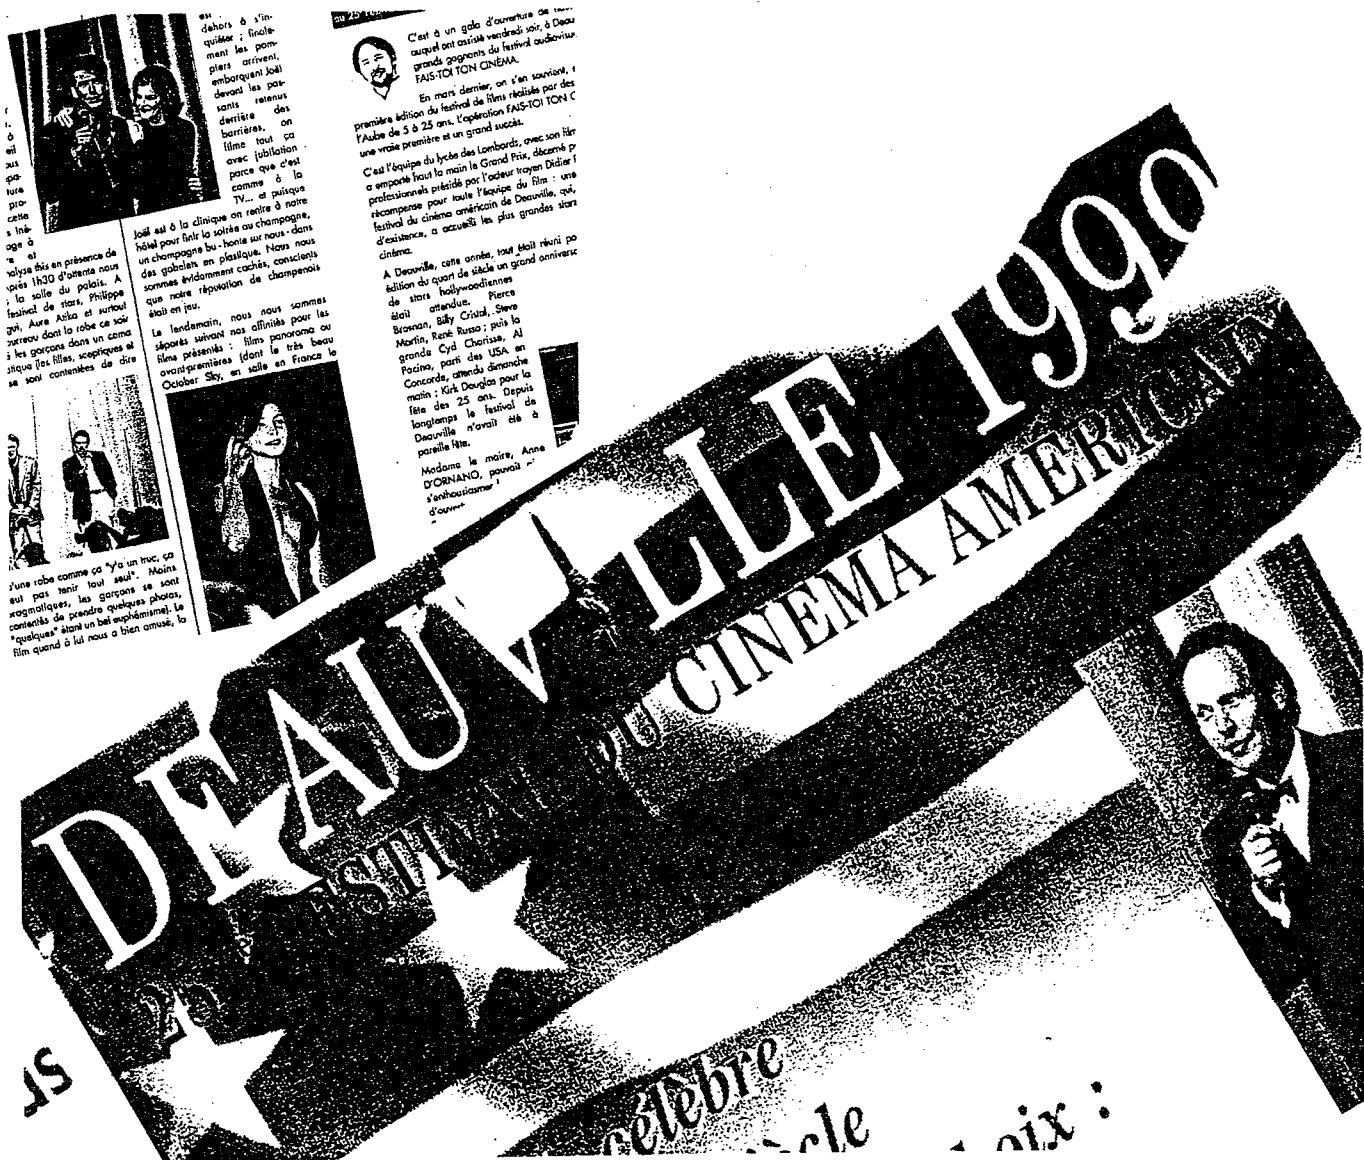 est
dehors à s'in-
quiéter ; finale-
ment les pom-
piers arrivent,
embarquent Joël
devant les pas-
sants retenus
derrière des
barrières, on
filme tout ça
avec jubilation
parce que c'est
comme à la
TV... et puisque
Joël est à la clinique on rentre à notre
hôtel pour finir la soirée au champagne,
un champagne bu - honte sur nous - dans
des gobelets en plastique. Nous nous
sommes évidemment cachés, conscients
que notre réputation de champenois
était en jeu.
Le lendemain, nous nous sommes
séparés suivant nos affinités pour les
films présentés : films panorama ou
avant-premières (dont le très beau
October Sky, en salle en France le
cette
age à
alyse this en présence de
près 1h30 d'attente nous
la salle du palais. A
festival de stars, Philippe
gui, Aure Atika et surtout
ourreau dont la robe ce soir
les garçons dans un coma
stique (les filles, sceptiques et
se sont contentées de dire
s'une robe comme ça "y'a un truc, ça
eut pas tenir tout seul". Moins
ragmatiques, les garçons se sont
contentés de prendre quelques photos,
"quelques" étant un bel euphémisme). Le
film quand à lui nous a bien amusé, la
au 25
C'est à un gala d'ouverture de
auquel ont assisté vendredi soir, à Deau
grands gagnants du festival audiovisu
FAIS-TOI TON CINÉMA.
En mars dernier, on s'en souvient,
première édition du festival de films réalisés par des
l'Aube de 5 à 25 ans. L'opération FAIS-TOI TON C
une vraie première et un grand succès.
C'est l'équipe du lycée des Lombards, avec son film
a emporté haut la main le Grand Prix, décerné p
professionnels présidé par l'acteur troyen Didier
récompense pour toute l'équipe du film : une
festival du cinéma américain de Deauville, qui,
d'existence, a accueilli les plus grandes stars
cinéma.
A Deauville, cette année, tout était réuni po
édition du quart de siècle un grand anniversa
de stars hollywoodiennes
était attendue. Pierce
Brosnan, Billy Cristal, Steve
Martin, René Russo ; puis la
grande Cyd Charisse, Al
Pacino, parti des USA en
Concorde, attendu dimanche
matin ; Kirk Douglas pour la
fête des 25 ans. Depuis
longtemps le festival de
Deauville n'avait été à
pareille fête.
Madame le maire, Anne
D'ORNANO, pouvait
s'enthousiasmer !
d'ouvert
DEAUVILLE 199
25 FESTIVAL DU CINEMA AMERICAIN
célèbre